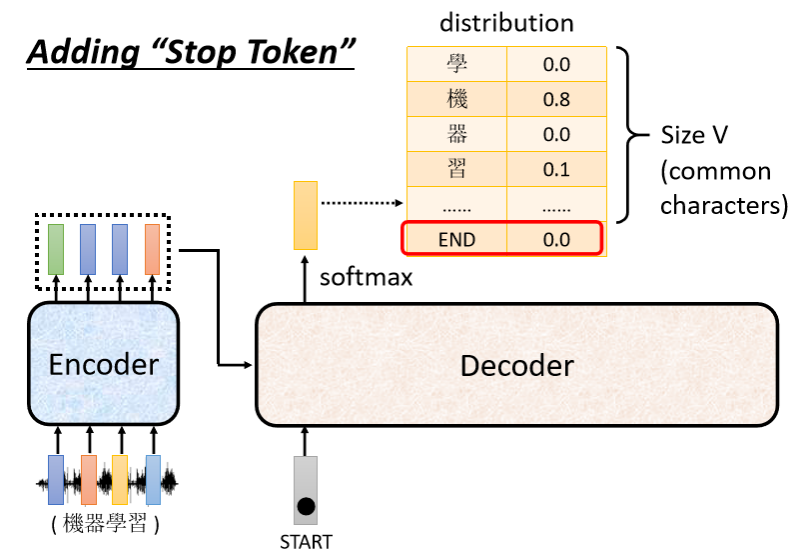 Adding “Stop Token”
distribution
學 0.0
機 0.8
器 0.0
習 0.1
...... ......
END 0.0
Size V
(common
characters)
softmax
Encoder
Decoder
( 機器學習 )
START